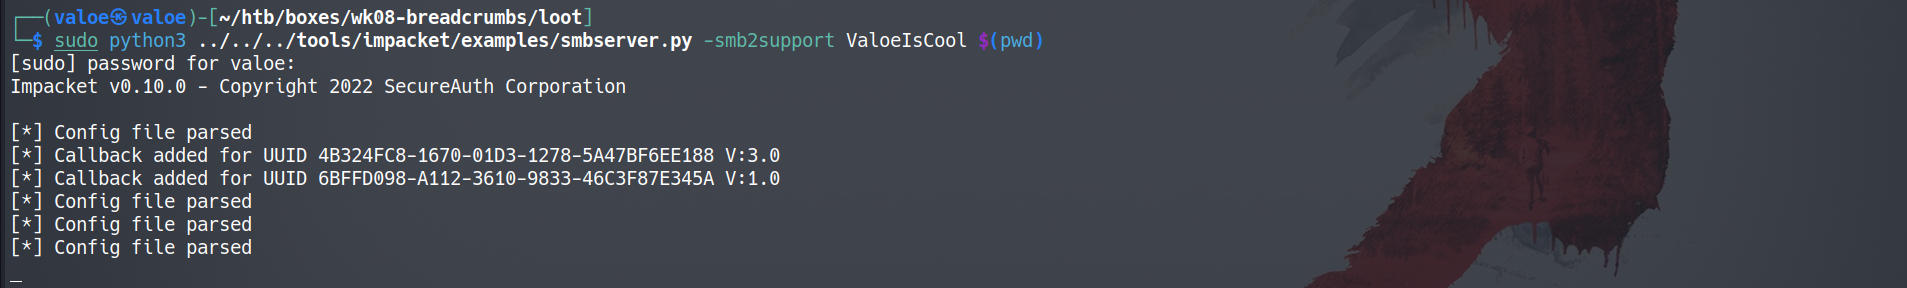 ┌──(valoe㉿valoe)-[~/htb/boxes/wk08-breadcrumbs/loot]
└─$ sudo python3 ../../../tools/impacket/examples/smbserver.py -smb2support ValoeIsCool $(pwd)
[sudo] password for valoe:
Impacket v0.10.0 - Copyright 2022 SecureAuth Corporation
[*] Config file parsed
[*] Callback added for UUID 4B324FC8-1670-01D3-1278-5A47BF6EE188 V:3.0
[*] Callback added for UUID 6BFFD098-A112-3610-9833-46C3F87E345A V:1.0
[*] Config file parsed
[*] Config file parsed
[*] Config file parsed